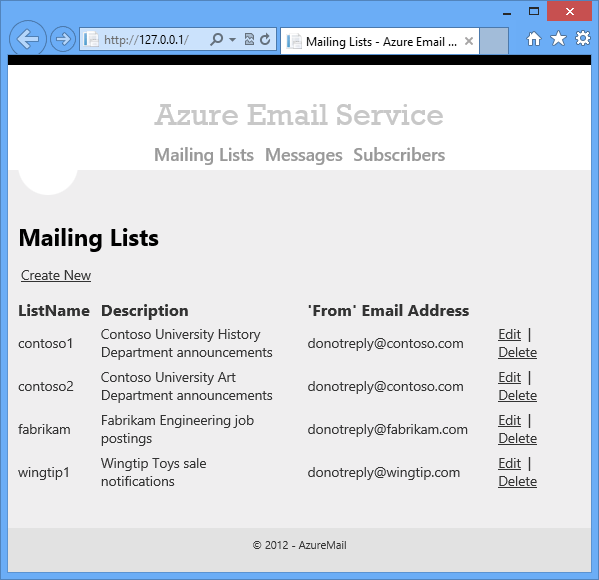 http://127.0.0.1/
Mailing Lists - Azure Email ...
Azure Email Service
Mailing Lists Messages Subscribers
Mailing Lists
Create New
ListName Description 'From' Email Address
contoso1 Contoso University History Department announcements donotreply@contoso.com Edit | Delete
contoso2 Contoso University Art Department announcements donotreply@contoso.com Edit | Delete
fabrikam Fabrikam Engineering job postings donotreply@fabrikam.com Edit | Delete
wingtip1 Wingtip Toys sale notifications donotreply@wingtip.com Edit | Delete
© 2012 - AzureMail